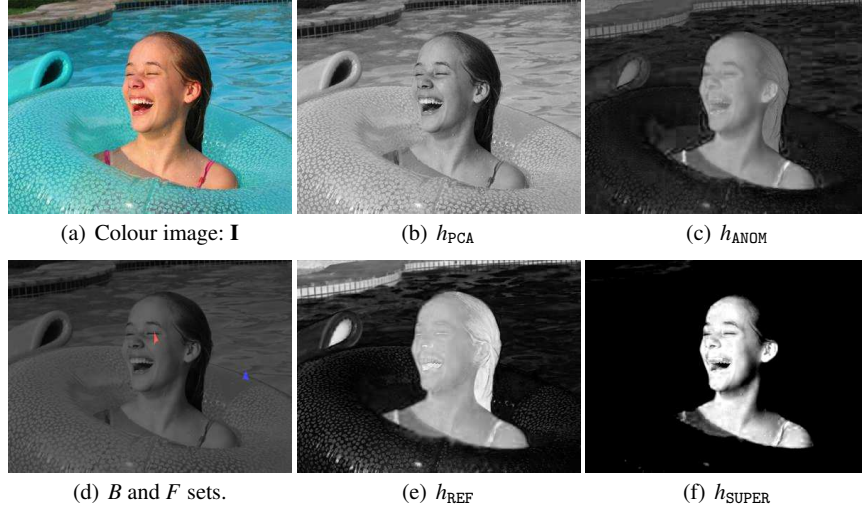 (a) Colour image: I
(b) hPCA
(c) hANOM
(d) B and F sets.
(e) hREF
(f) hSUPER